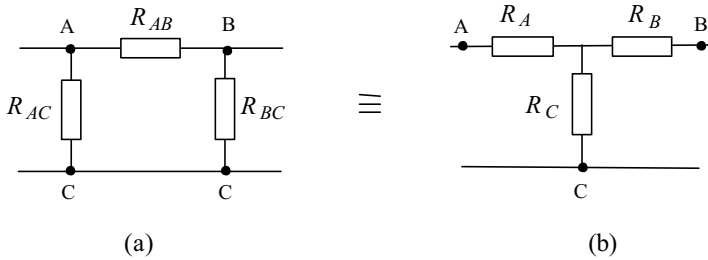 A R_AB B
R_AC R_BC
C C
(a)
≡
A R_A R_B B
R_C
C
(b)